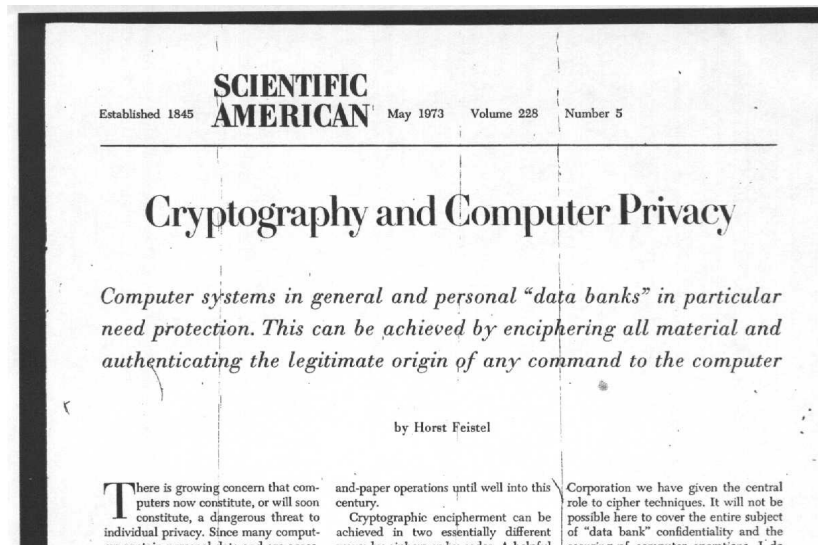 SCIENTIFIC
Established 1845 AMERICAN May 1973 Volume 228 Number 5
Cryptography and Computer Privacy
Computer systems in general and personal “data banks” in particular
need protection. This can be achieved by enciphering all material and
authenticating the legitimate origin of any command to the computer
by Horst Feistel
There is growing concern that com-
puters now constitute, or will soon
constitute, a dangerous threat to
individual privacy. Since many comput-
and-paper operations until well into this
century.
Cryptographic encipherment can be
achieved in two essentially different
Corporation we have given the central
role to cipher techniques. It will not be
possible here to cover the entire subject
of “data bank” confidentiality and the